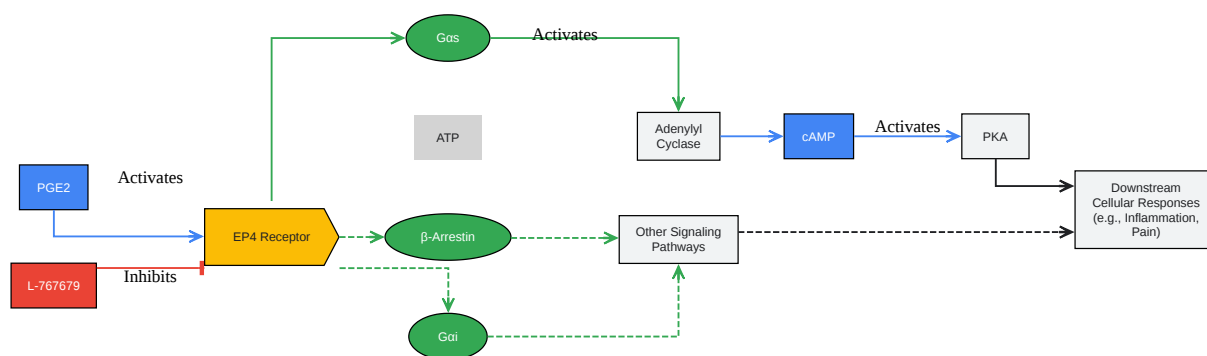 Gαs
Activates
ATP
Adenylyl
Cyclase
cAMP
Activates
PKA
PGE2
Activates
EP4 Receptor
β-Arrestin
Other Signaling
Pathways
Downstream
Cellular Responses
(e.g., Inflammation,
Pain)
L-767679
Inhibits
Gαi